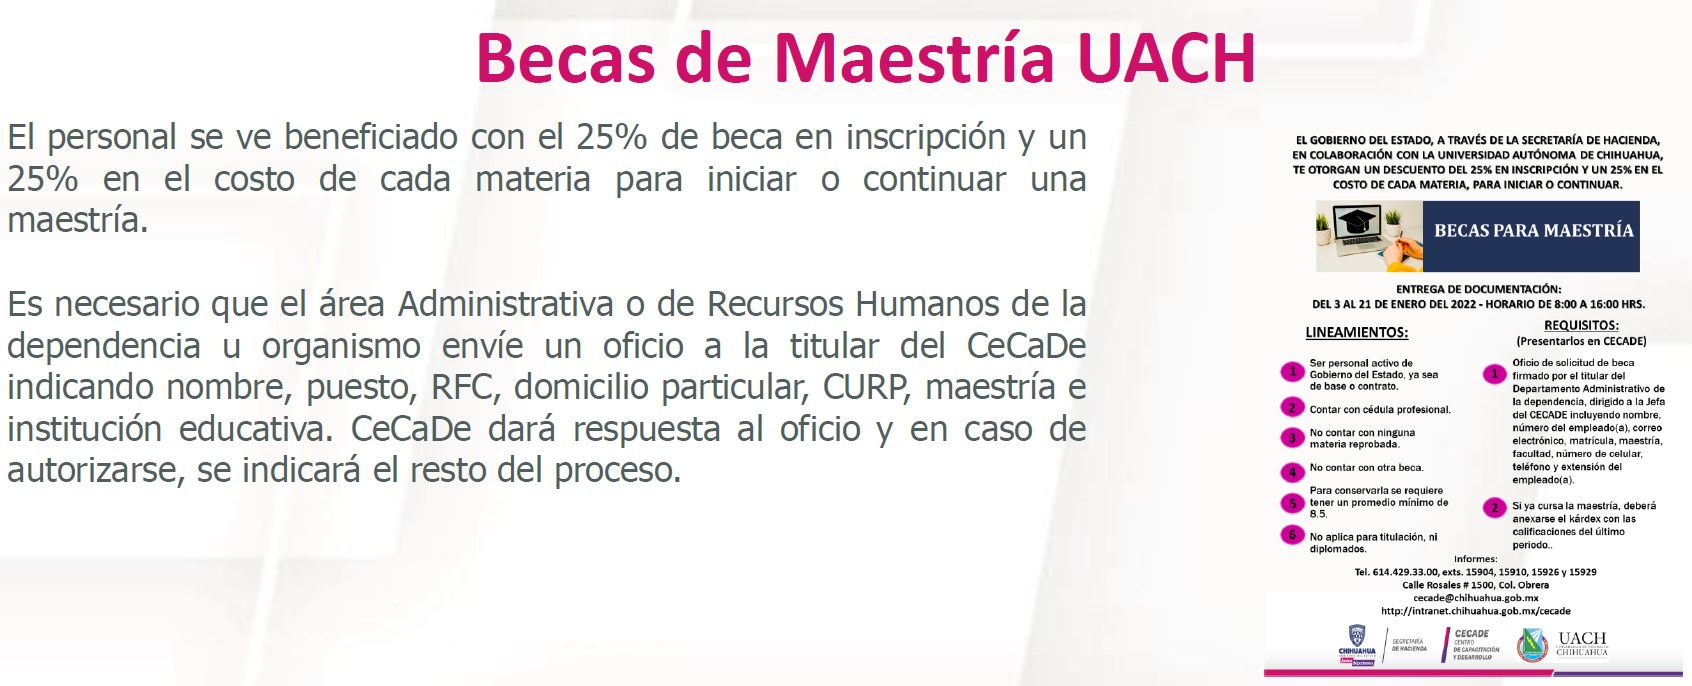 Becas de Maestría UACH
El personal se ve beneficiado con el 25% de beca en inscripción y un
25% en el costo de cada materia para iniciar o continuar una
maestría.
Es necesario que el área Administrativa o de Recursos Humanos de la
dependencia u organismo envíe un oficio a la titular del CeCaDe
indicando nombre, puesto, RFC, domicilio particular, CURP, maestría e
institución educativa. CeCaDe dará respuesta al oficio y en caso de
autorizarse, se indicará el resto del proceso.
EL GOBIERNO DEL ESTADO, A TRAVÉS DE LA SECRETARÍA DE HACIENDA,
EN COLABORACIÓN CON LA UNIVERSIDAD AUTÓNOMA DE CHIHUAHUA,
TE OTORGAN UN DESCUENTO DEL 25% EN INSCRIPCIÓN Y UN 25% EN EL
COSTO DE CADA MATERIA, PARA INICIAR O CONTINUAR.
BECAS PARA MAESTRÍA
ENTREGA DE DOCUMENTACIÓN:
DEL 3 AL 21 DE ENERO DEL 2022 - HORARIO DE 8:00 A 16:00 HRS.
LINEAMIENTOS:
1 Ser personal activo de
Gobierno del Estado, ya sea
de base o contrato.
2 Contar con cédula profesional.
3 No contar con ninguna
materia reprobada.
4 No contar con otra beca.
5 Para conservarla se requiere
tener un promedio mínimo de
8.5.
6 No aplica para titulación, ni
diplomados.
REQUISITOS:
(Presentarlos en CECADE)
1 Oficio de solicitud de beca
firmado por el titular del
Departamento Administrativo de
la dependencia, dirigido a la Jefa
del CECADE incluyendo nombre,
número del empleado(a), correo
electrónico, matrícula, maestría,
facultad, número de celular,
teléfono y extensión del
empleado(a).
2 Si ya cursa la maestría, deberá
anexarse el kárdex con las
calificaciones del último
periodo..
Informes:
Tel. 614.429.33.00, exts. 15904, 15910, 15926 y 15929
Calle Rosales # 1500, Col. Obrera
cecade@chihuahua.gob.mx
http://intranet.chihuahua.gob.mx/cecade
CHIHUAHUA
SECRETARÍA
DE HACIENDA
CECADE
CENTRO
DE CAPACITACIÓN
Y DESARROLLO
UACH
UNIVERSIDAD AUTÓNOMA DE
CHIHUAHUA